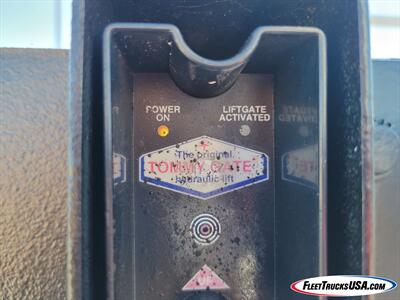 POWER ON
LIFTGATE ACTIVATED
The original
TOMMY GATE
hydraulic lift
FLEETTRUCKSUSA.COM